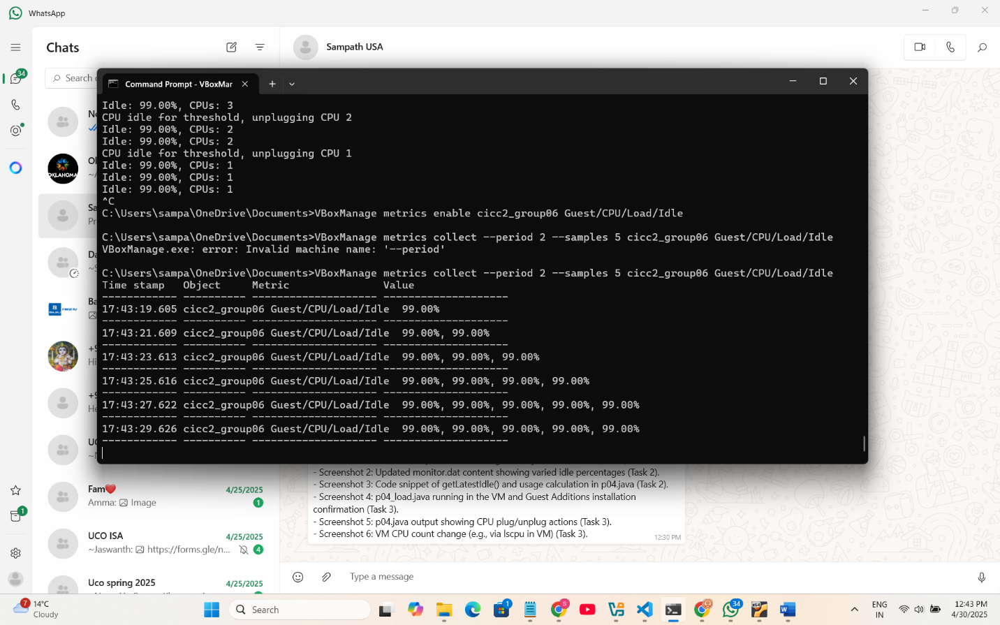 WhatsApp
Chats
Sampath USA
34
Search
Command Prompt - VBoxMar
Idle: 99.00%, CPUs: 3
CPU idle for threshold, unplugging CPU 2
Idle: 99.00%, CPUs: 2
Idle: 99.00%, CPUs: 2
CPU idle for threshold, unplugging CPU 1
Idle: 99.00%, CPUs: 1
Idle: 99.00%, CPUs: 1
Idle: 99.00%, CPUs: 1
^C
C:\Users\sampa\OneDrive\Documents>VBoxManage metrics enable cicc2_group06 Guest/CPU/Load/Idle
C:\Users\sampa\OneDrive\Documents>VBoxManage metrics collect --period 2 --samples 5 cicc2_group06 Guest/CPU/Load/Idle
VBoxManage.exe: error: Invalid machine name: '--period'
C:\Users\sampa\OneDrive\Documents>VBoxManage metrics collect --period 2 --samples 5 cicc2_group06 Guest/CPU/Load/Idle
Time stamp Object Metric Value
------------ ---------- -------------------- --------------------
17:43:19.605 cicc2_group06 Guest/CPU/Load/Idle 99.00%
------------ ---------- -------------------- --------------------
17:43:21.609 cicc2_group06 Guest/CPU/Load/Idle 99.00%, 99.00%
------------ ---------- -------------------- --------------------
17:43:23.613 cicc2_group06 Guest/CPU/Load/Idle 99.00%, 99.00%, 99.00%
------------ ---------- -------------------- --------------------
17:43:25.616 cicc2_group06 Guest/CPU/Load/Idle 99.00%, 99.00%, 99.00%, 99.00%
------------ ---------- -------------------- --------------------
17:43:27.622 cicc2_group06 Guest/CPU/Load/Idle 99.00%, 99.00%, 99.00%, 99.00%, 99.00%
------------ ---------- -------------------- --------------------
17:43:29.626 cicc2_group06 Guest/CPU/Load/Idle 99.00%, 99.00%, 99.00%, 99.00%, 99.00%
------------ ---------- -------------------- --------------------
OKLAHOMA
- Screenshot 2: Updated monitor.dat content showing varied idle percentages (Task 2).
- Screenshot 3: Code snippet of getLatestIdle() and usage calculation in p04.java (Task 2).
- Screenshot 4: p04_load.java running in the VM and Guest Additions installation
confirmation (Task 3).
- Screenshot 5: p04.java output showing CPU plug/unplug actions (Task 3).
- Screenshot 6: VM CPU count change (e.g., via lscpu in VM) (Task 3).
12:30 PM
Fam❤️ 4/25/2025
Amma: Image 1
1
UCO ISA 4/25/2025
~Jaswanth: https://forms.gle/n... 4
Uco spring 2025 4/25/2025
Type a message
7
14°C
Cloudy
Search
1
S
34
ENG
IN
12:43 PM
4/30/2025